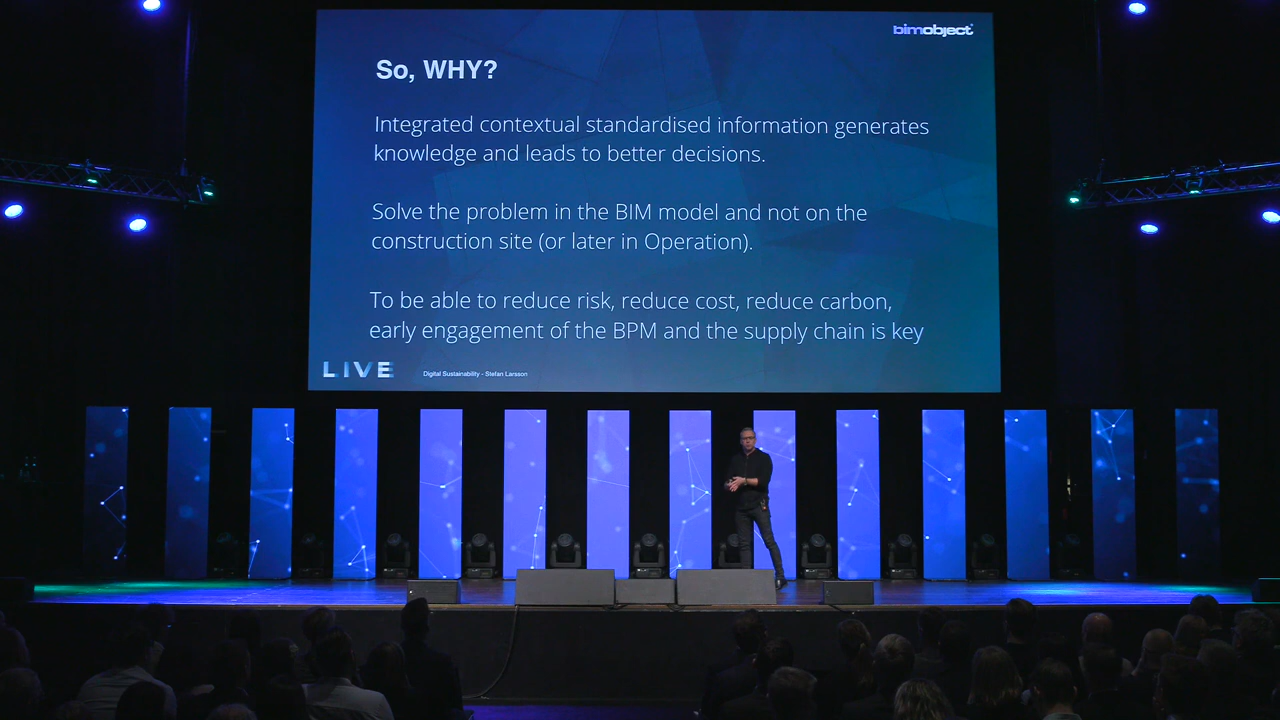 bimobject
So, WHY?
Integrated contextual standardised information generates
knowledge and leads to better decisions.
Solve the problem in the BIM model and not on the
construction site (or later in Operation).
To be able to reduce risk, reduce cost, reduce carbon,
early engagement of the BPM and the supply chain is key
LIVE
Digital Sustainability - Stefan Larsson